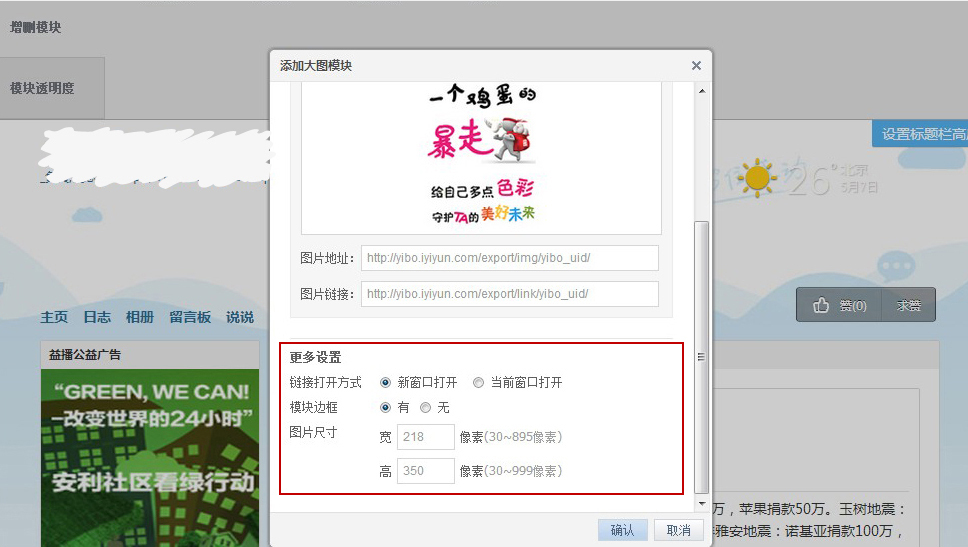 增删模块
模块透明度
添加大图模块
一个鸡蛋的
暴走
给自己多点色彩
守护TA的美好未来
设置标题栏高
26°
北京
5月7日
图片地址: http://yibo.iyiyun.com/export/img/yibo_uid/
图片链接: http://yibo.iyiyun.com/export/link/yibo_uid/
主页 日志 相册 留言板 说说
赞(0) 求赞
益播公益广告
“GREEN, WE CAN!
–改变世界的24小时”
安利社区看绿行动
更多设置
链接打开方式 新窗口打开 当前窗口打开
模块边框 有 无
图片尺寸 宽 218 像素(30~895像素)
高 350 像素(30~999像素)
万，苹果捐款50万。玉树地震：
雅安地震：诺基亚捐款100万，
确认 取消